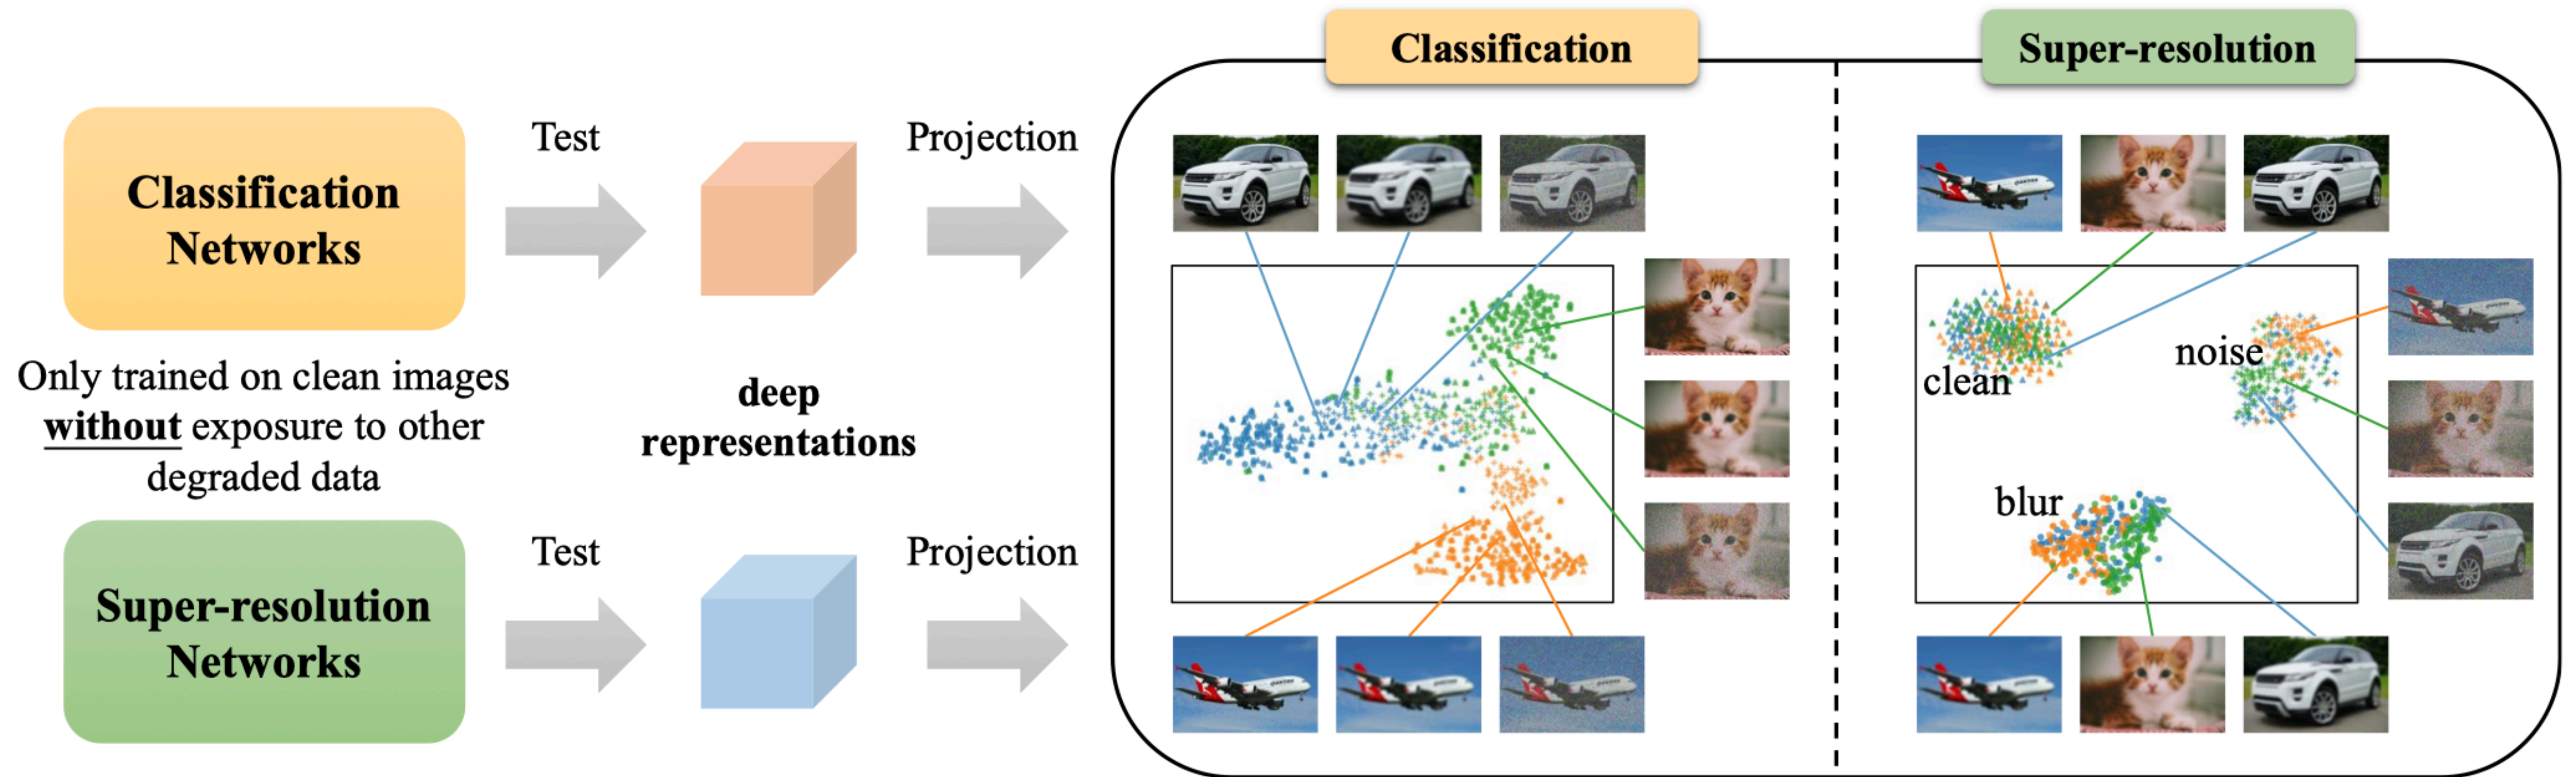 Classification
Networks
Test
Projection
Only trained on clean images
without exposure to other
degraded data
deep
representations
Super-resolution
Networks
Test
Projection
Classification
Super-resolution
clean
noise
blur